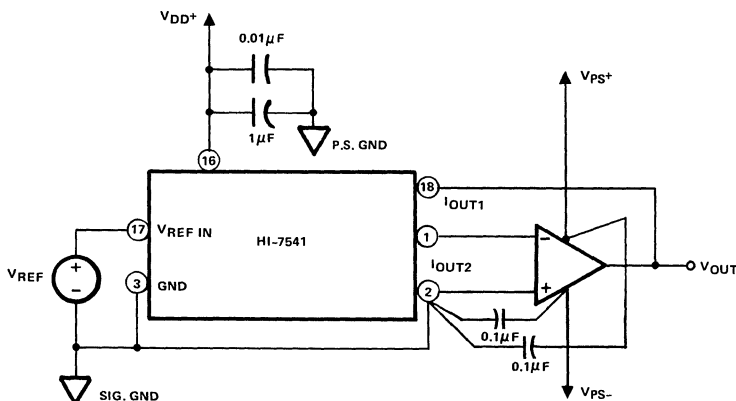 VDD+
0.01μF
1μF
P.S. GND
VPS+
16
18
IOUT1
17
VREF IN
HI-7541
1
−
VREF
+
−
IOUT2
VOUT
3
GND
2
+
0.1μF
0.1μF
SIG. GND
VPS-